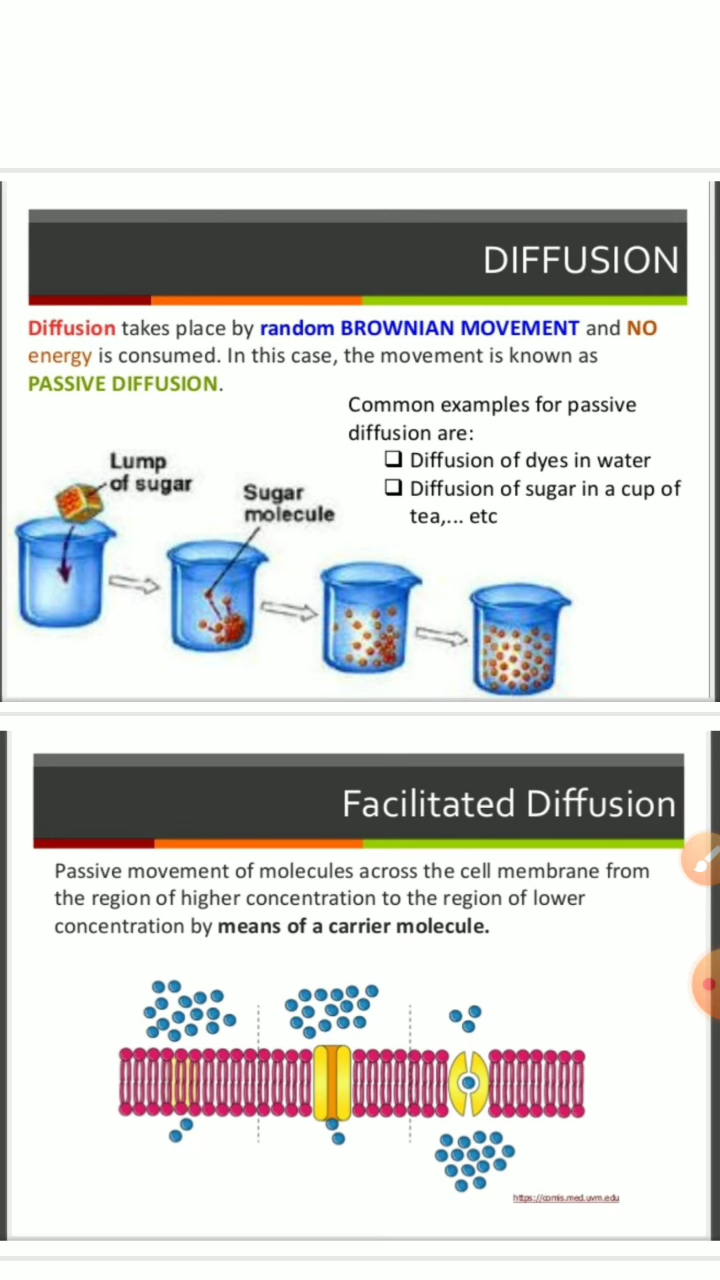 DIFFUSION
Diffusion takes place by random BROWNIAN MOVEMENT and NO
energy is consumed. In this case, the movement is known as
PASSIVE DIFFUSION.
Common examples for passive
diffusion are:
❑ Diffusion of dyes in water
❑ Diffusion of sugar in a cup of
tea,... etc
Lump
of sugar
Sugar
molecule
Facilitated Diffusion
Passive movement of molecules across the cell membrane from
the region of higher concentration to the region of lower
concentration by means of a carrier molecule.
https://comis.med.uvm.edu